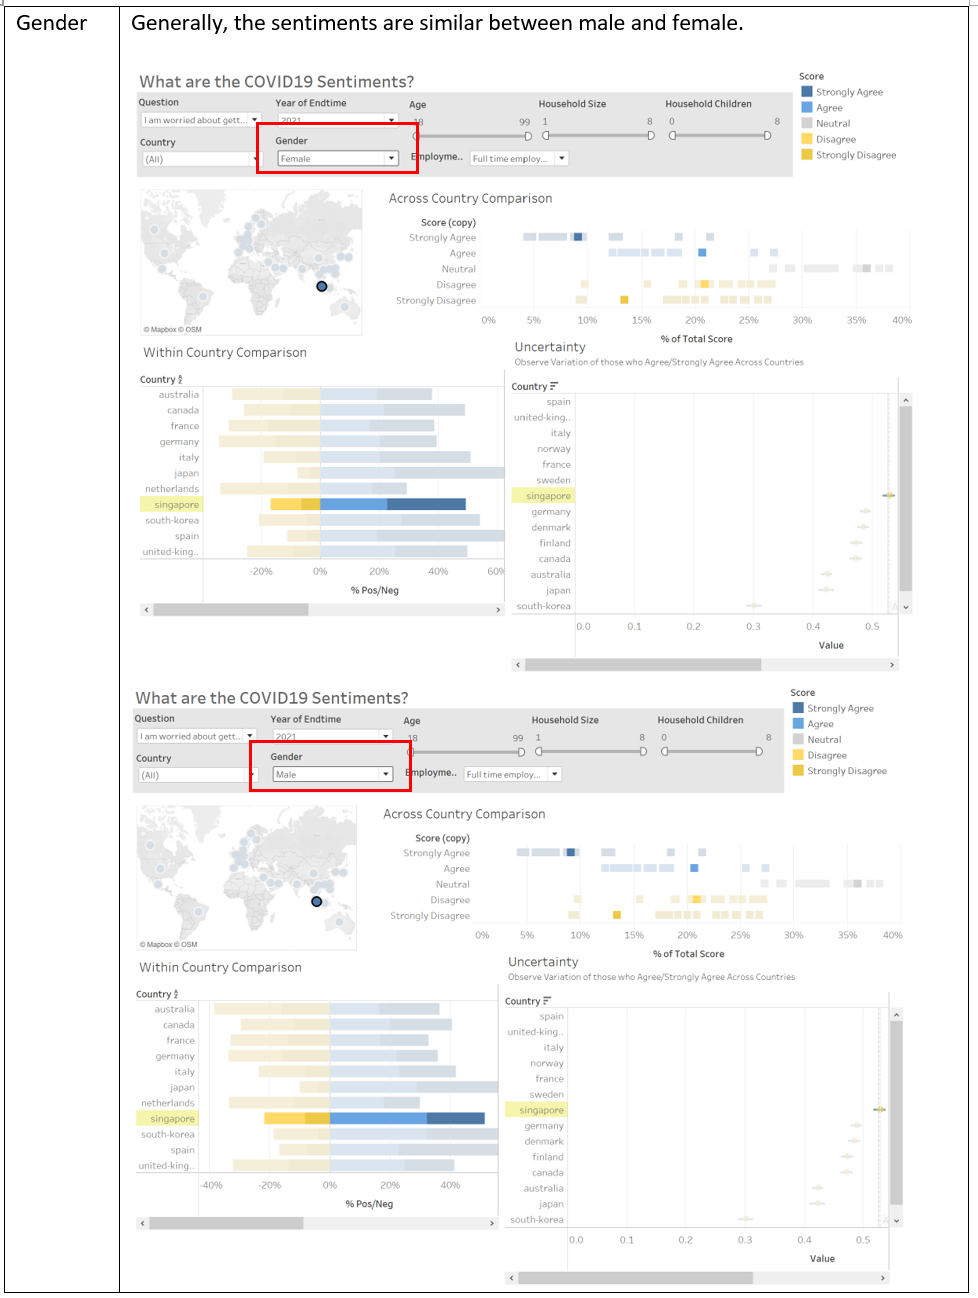 Gender
Generally, the sentiments are similar between male and female.
What are the COVID19 Sentiments?
Question
Year of Endtime
Age
Household Size
Household Children
I am worried about gett...
2021
18
99
1
8
0
8
Country
Gender
(All)
Female
Employme..
Full time employ...
Score
Strongly Agree
Agree
Neutral
Disagree
Strongly Disagree
© Mapbox © OSM
Across Country Comparison
Score (copy)
Strongly Agree
Agree
Neutral
Disagree
Strongly Disagree
0% 5% 10% 15% 20% 25% 30% 35% 40%
% of Total Score
Within Country Comparison
Country
australia
canada
france
germany
italy
japan
netherlands
singapore
south-korea
spain
united-king..
-20% 0% 20% 40% 60%
% Pos/Neg
Uncertainty
Observe Variation of those who Agree/Strongly Agree Across Countries
Country
spain
united-king..
italy
norway
france
sweden
singapore
germany
denmark
finland
canada
australia
japan
south-korea
0.0 0.1 0.2 0.3 0.4 0.5
Value
What are the COVID19 Sentiments?
Question
Year of Endtime
Age
Household Size
Household Children
I am worried about gett...
2021
18
99
1
8
0
8
Country
Gender
(All)
Male
Employme..
Full time employ...
Score
Strongly Agree
Agree
Neutral
Disagree
Strongly Disagree
© Mapbox © OSM
Across Country Comparison
Score (copy)
Strongly Agree
Agree
Neutral
Disagree
Strongly Disagree
0% 5% 10% 15% 20% 25% 30% 35% 40%
% of Total Score
Within Country Comparison
Country
australia
canada
france
germany
italy
japan
netherlands
singapore
south-korea
spain
united-king..
-40% -20% 0% 20% 40%
% Pos/Neg
Uncertainty
Observe Variation of those who Agree/Strongly Agree Across Countries
Country
spain
united-king..
italy
norway
france
sweden
singapore
germany
denmark
finland
canada
australia
japan
south-korea
0.0 0.1 0.2 0.3 0.4 0.5
Value